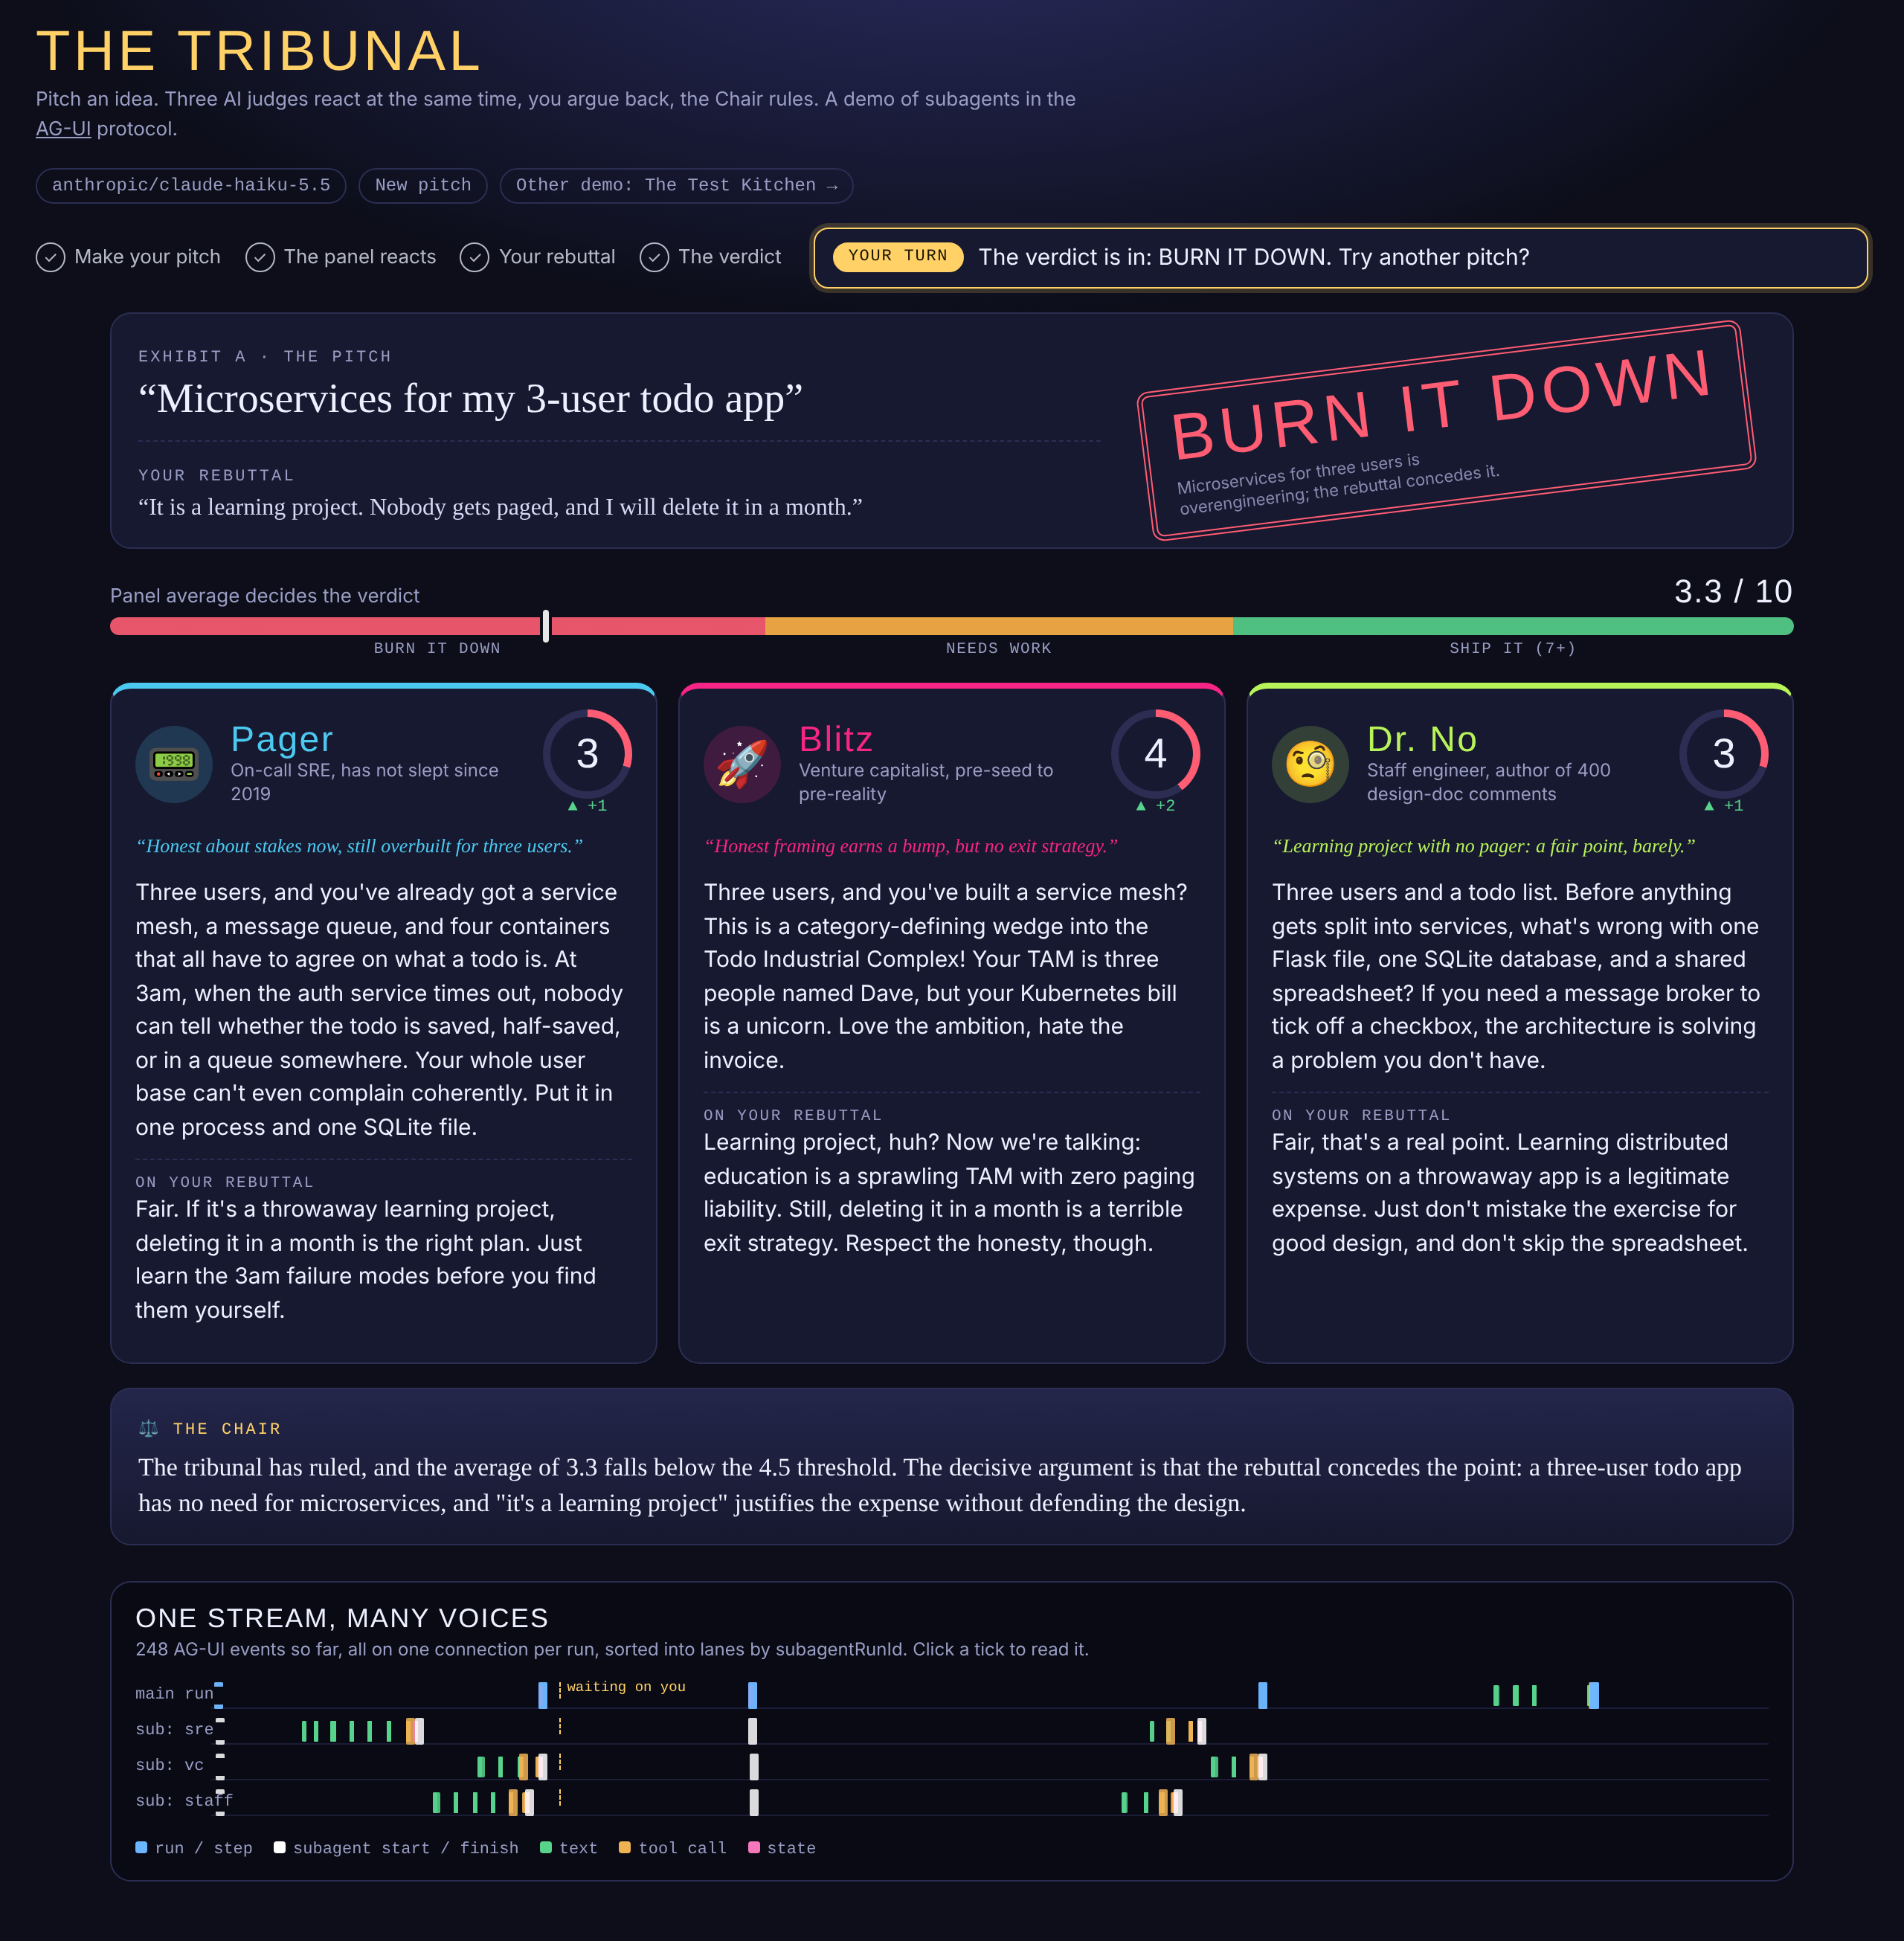 THE TRIBUNAL
Pitch an idea. Three AI judges react at the same time, you argue back, the Chair rules. A demo of subagents in the
AG-UI protocol.
anthropic/claude-haiku-5.5
New pitch
Other demo: The Test Kitchen →
Make your pitch
The panel reacts
Your rebuttal
The verdict
YOUR TURN
The verdict is in: BURN IT DOWN. Try another pitch?
EXHIBIT A · THE PITCH
“Microservices for my 3-user todo app”
YOUR REBUTTAL
“It is a learning project. Nobody gets paged, and I will delete it in a month.”
BURN IT DOWN
Microservices for three users is
overengineering; the rebuttal concedes it.
Panel average decides the verdict
3.3 / 10
BURN IT DOWN
NEEDS WORK
SHIP IT (7+)
1998
Pager
On-call SRE, has not slept since
2019
3
▲ +1
“Honest about stakes now, still overbuilt for three users.”
Three users, and you've already got a service
mesh, a message queue, and four containers
that all have to agree on what a todo is. At
3am, when the auth service times out, nobody
can tell whether the todo is saved, half-saved,
or in a queue somewhere. Your whole user
base can't even complain coherently. Put it in
one process and one SQLite file.
ON YOUR REBUTTAL
Fair. If it's a throwaway learning project,
deleting it in a month is the right plan. Just
learn the 3am failure modes before you find
them yourself.
Blitz
Venture capitalist, pre-seed to
pre-reality
4
▲ +2
“Honest framing earns a bump, but no exit strategy.”
Three users, and you've built a service mesh?
This is a category-defining wedge into the
Todo Industrial Complex! Your TAM is three
people named Dave, but your Kubernetes bill
is a unicorn. Love the ambition, hate the
invoice.
ON YOUR REBUTTAL
Learning project, huh? Now we're talking:
education is a sprawling TAM with zero paging
liability. Still, deleting it in a month is a terrible
exit strategy. Respect the honesty, though.
Dr. No
Staff engineer, author of 400
design-doc comments
3
▲ +1
“Learning project with no pager: a fair point, barely.”
Three users and a todo list. Before anything
gets split into services, what's wrong with one
Flask file, one SQLite database, and a shared
spreadsheet? If you need a message broker to
tick off a checkbox, the architecture is solving
a problem you don't have.
ON YOUR REBUTTAL
Fair, that's a real point. Learning distributed
systems on a throwaway app is a legitimate
expense. Just don't mistake the exercise for
good design, and don't skip the spreadsheet.
THE CHAIR
The tribunal has ruled, and the average of 3.3 falls below the 4.5 threshold. The decisive argument is that the rebuttal concedes the point: a three-user todo app
has no need for microservices, and "it's a learning project" justifies the expense without defending the design.
ONE STREAM, MANY VOICES
248 AG-UI events so far, all on one connection per run, sorted into lanes by subagentRunId. Click a tick to read it.
main run
waiting on you
sub: sre
sub: vc
sub: staff
run / step
subagent start / finish
text
tool call
state